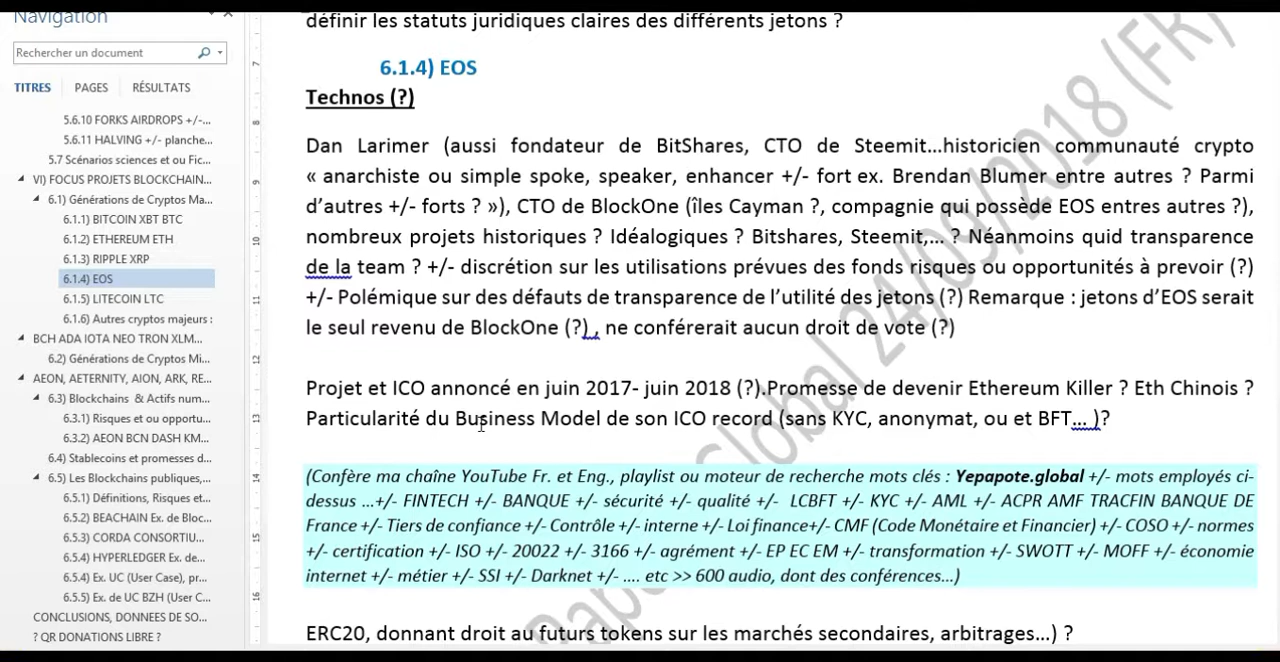 Navigation
Rechercher un document
TITRES PAGES RÉSULTATS
5.6.10 FORKS AIRDROPS +/-...
5.6.11 HALVING +/- planche...
5.7 Scénarios sciences et ou Fic...
VI) FOCUS PROJETS BLOCKCHAIN...
6.1) Générations de Cryptos Ma...
6.1.1) BITCOIN XBT BTC
6.1.2) ETHEREUM ETH
6.1.3) RIPPLE XRP
6.1.4) EOS
6.1.5) LITECOIN LTC
6.1.6) Autres cryptos majeurs :
BCH ADA IOTA NEO TRON XLM...
6.2) Générations de Cryptos Mi...
AEON, AETERNITY, AION, ARK, RE...
6.3) Blockchains & Actifs num...
6.3.1) Risques et ou opportu...
6.3.2) AEON BCN DASH KM...
6.4) Stablecoins et promesses d...
6.5) Les Blockchains publiques,...
6.5.1) Définitions, Risques et...
6.5.2) BEACHAIN Ex. de Bloc...
6.5.3) CORDA CONSORTIU...
6.5.4) HYPERLEDGER Ex. de...
6.5.4) Ex. UC (User Case), pr...
6.5.5) Ex. de UC BZH (User C...
CONCLUSIONS, DONNEES DE SO...
? QR DONATIONS LIBRE ?
7
8
9
10
11
12
13
14
15
16
définir les statuts juridiques claires des différents jetons ?
6.1.4) EOS
Technos (?)
Dan Larimer (aussi fondateur de BitShares, CTO de Steemit...historicien communauté crypto
« anarchiste ou simple spoke, speaker, enhancer +/- fort ex. Brendan Blumer entre autres ? Parmi
d’autres +/- forts ? »), CTO de BlockOne (îles Cayman ?, compagnie qui possède EOS entres autres ?),
nombreux projets historiques ? Idéalogiques ? Bitshares, Steemit,... ? Néanmoins quid transparence
de la team ? +/- discrétion sur les utilisations prévues des fonds risques ou opportunités à prevoir (?)
+/- Polémique sur des défauts de transparence de l’utilité des jetons (?) Remarque : jetons d’EOS serait
le seul revenu de BlockOne (?) , ne conférerait aucun droit de vote (?)
Projet et ICO annoncé en juin 2017- juin 2018 (?).Promesse de devenir Ethereum Killer ? Eth Chinois ?
Particularité du Business Model de son ICO record (sans KYC, anonymat, ou et BFT... )?
(Confère ma chaîne YouTube Fr. et Eng., playlist ou moteur de recherche mots clés : Yepapote.global +/- mots employés ci-
dessus ...+/- FINTECH +/- BANQUE +/- sécurité +/- qualité +/- LCBFT +/- KYC +/- AML +/- ACPR AMF TRACFIN BANQUE DE
France +/- Tiers de confiance +/- Contrôle +/- interne +/- Loi finance+/- CMF (Code Monétaire et Financier) +/- COSO +/- normes
+/- certification +/- ISO +/- 20022 +/- 3166 +/- agrément +/- EP EC EM +/- transformation +/- SWOTT +/- MOFF +/- économie
internet +/- métier +/- SSI +/- Darknet +/- .... etc >> 600 audio, dont des conférences...)
ERC20, donnant droit au futurs tokens sur les marchés secondaires, arbitrages...) ?
Global 24/09/2018 (FR)